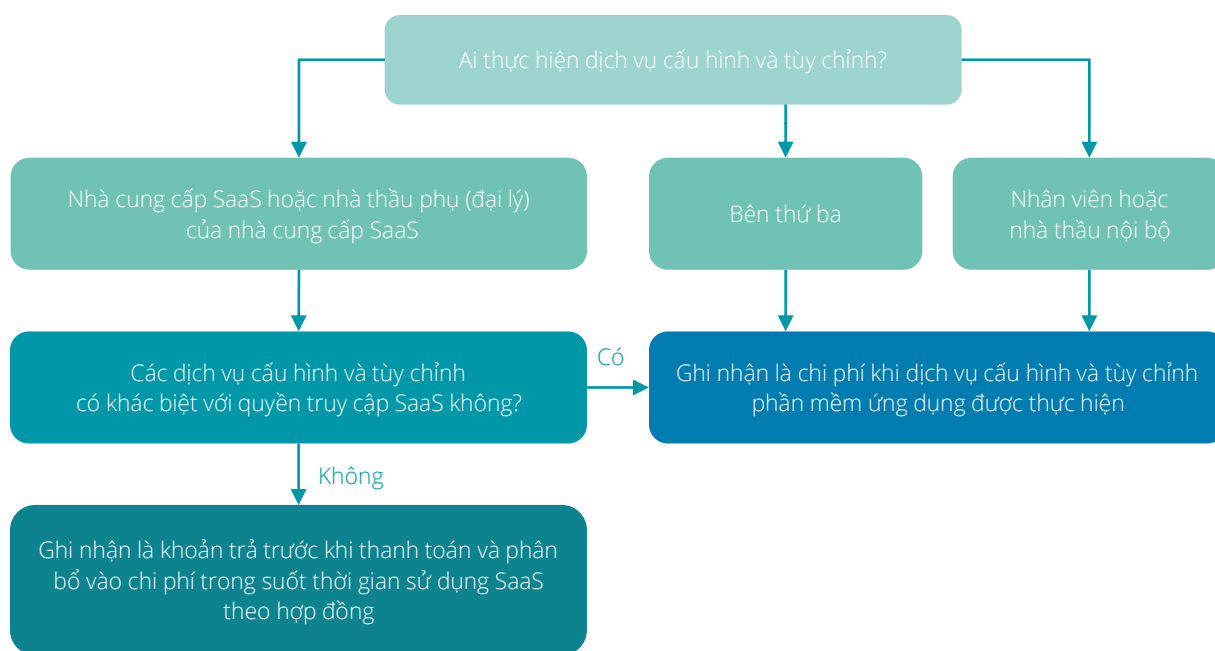 Ai thực hiện dịch vụ cấu hình và tùy chỉnh?
Nhà cung cấp SaaS hoặc nhà thầu phụ (đại lý)
của nhà cung cấp SaaS
Bên thứ ba
Nhân viên hoặc
nhà thầu nội bộ
Các dịch vụ cấu hình và tùy chỉnh
có khác biệt với quyền truy cập SaaS không?
Có
Ghi nhận là chi phí khi dịch vụ cấu hình và tùy chỉnh
phần mềm ứng dụng được thực hiện
Không
Ghi nhận là khoản trả trước khi thanh toán và phân
bổ vào chi phí trong suốt thời gian sử dụng SaaS
theo hợp đồng